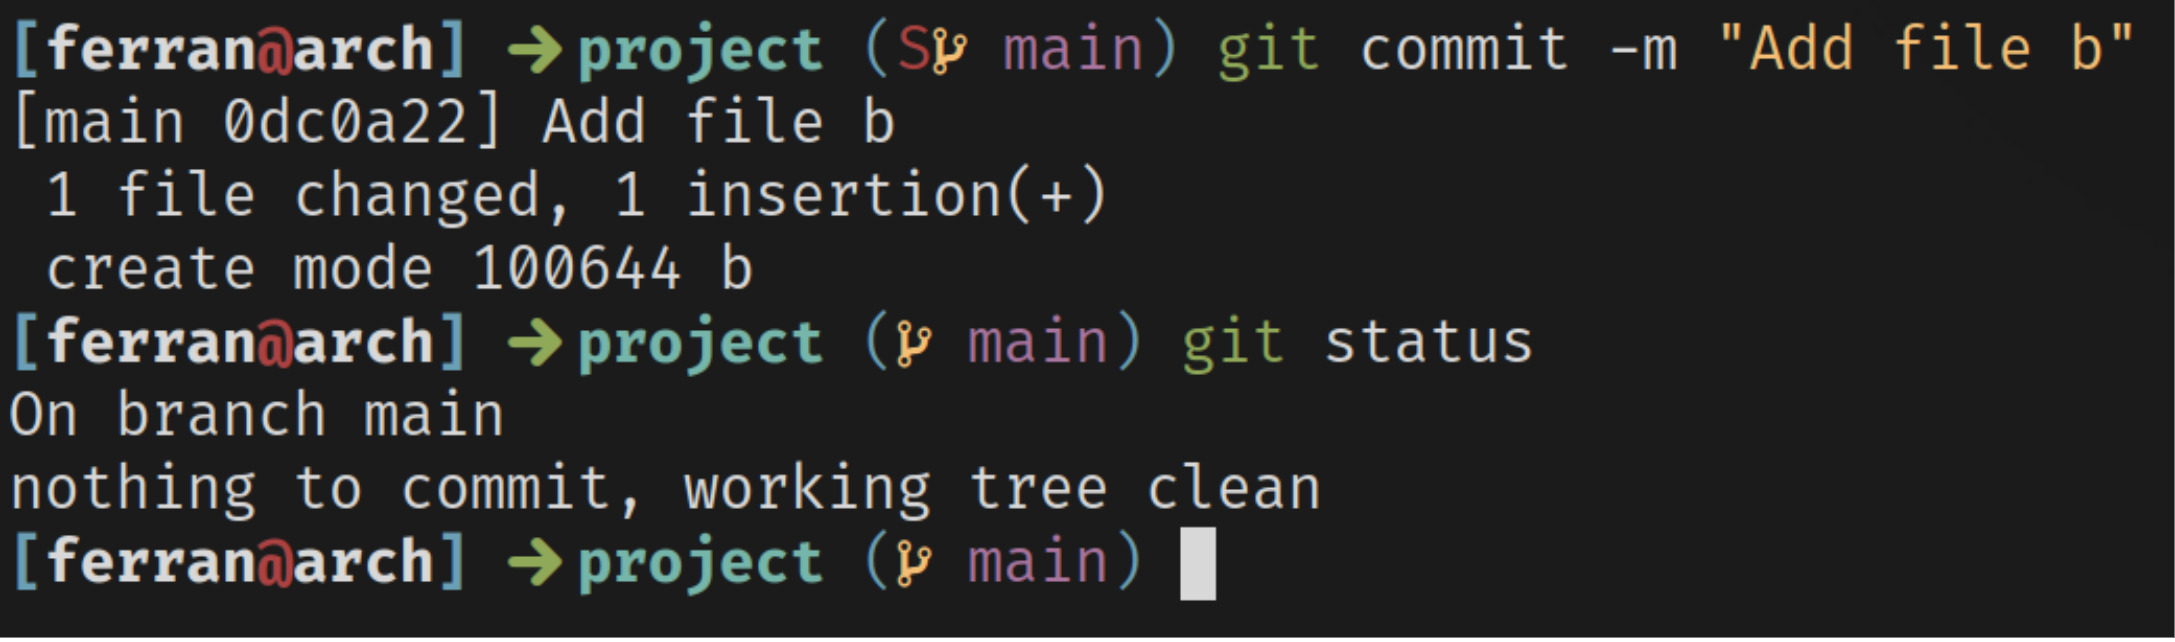 [ferran@arch] ➔ project (S main) git commit -m "Add file b"
[main 0dc0a22] Add file b
 1 file changed, 1 insertion(+)
 create mode 100644 b
[ferran@arch] ➔ project ( main) git status
On branch main
nothing to commit, working tree clean
[ferran@arch] ➔ project ( main)